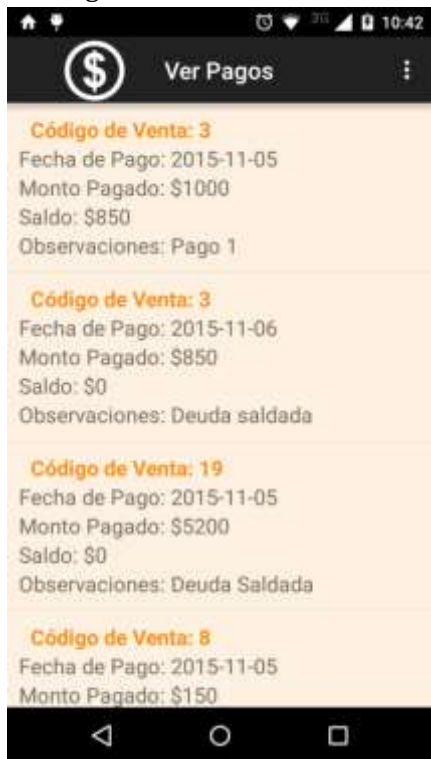 3G 10:42
$ Ver Pagos
Código de Venta: 3
Fecha de Pago: 2015-11-05
Monto Pagado: $1000
Saldo: $850
Observaciones: Pago 1
Código de Venta: 3
Fecha de Pago: 2015-11-06
Monto Pagado: $850
Saldo: $0
Observaciones: Deuda saldada
Código de Venta: 19
Fecha de Pago: 2015-11-05
Monto Pagado: $5200
Saldo: $0
Observaciones: Deuda Saldada
Código de Venta: 8
Fecha de Pago: 2015-11-05
Monto Pagado: $150